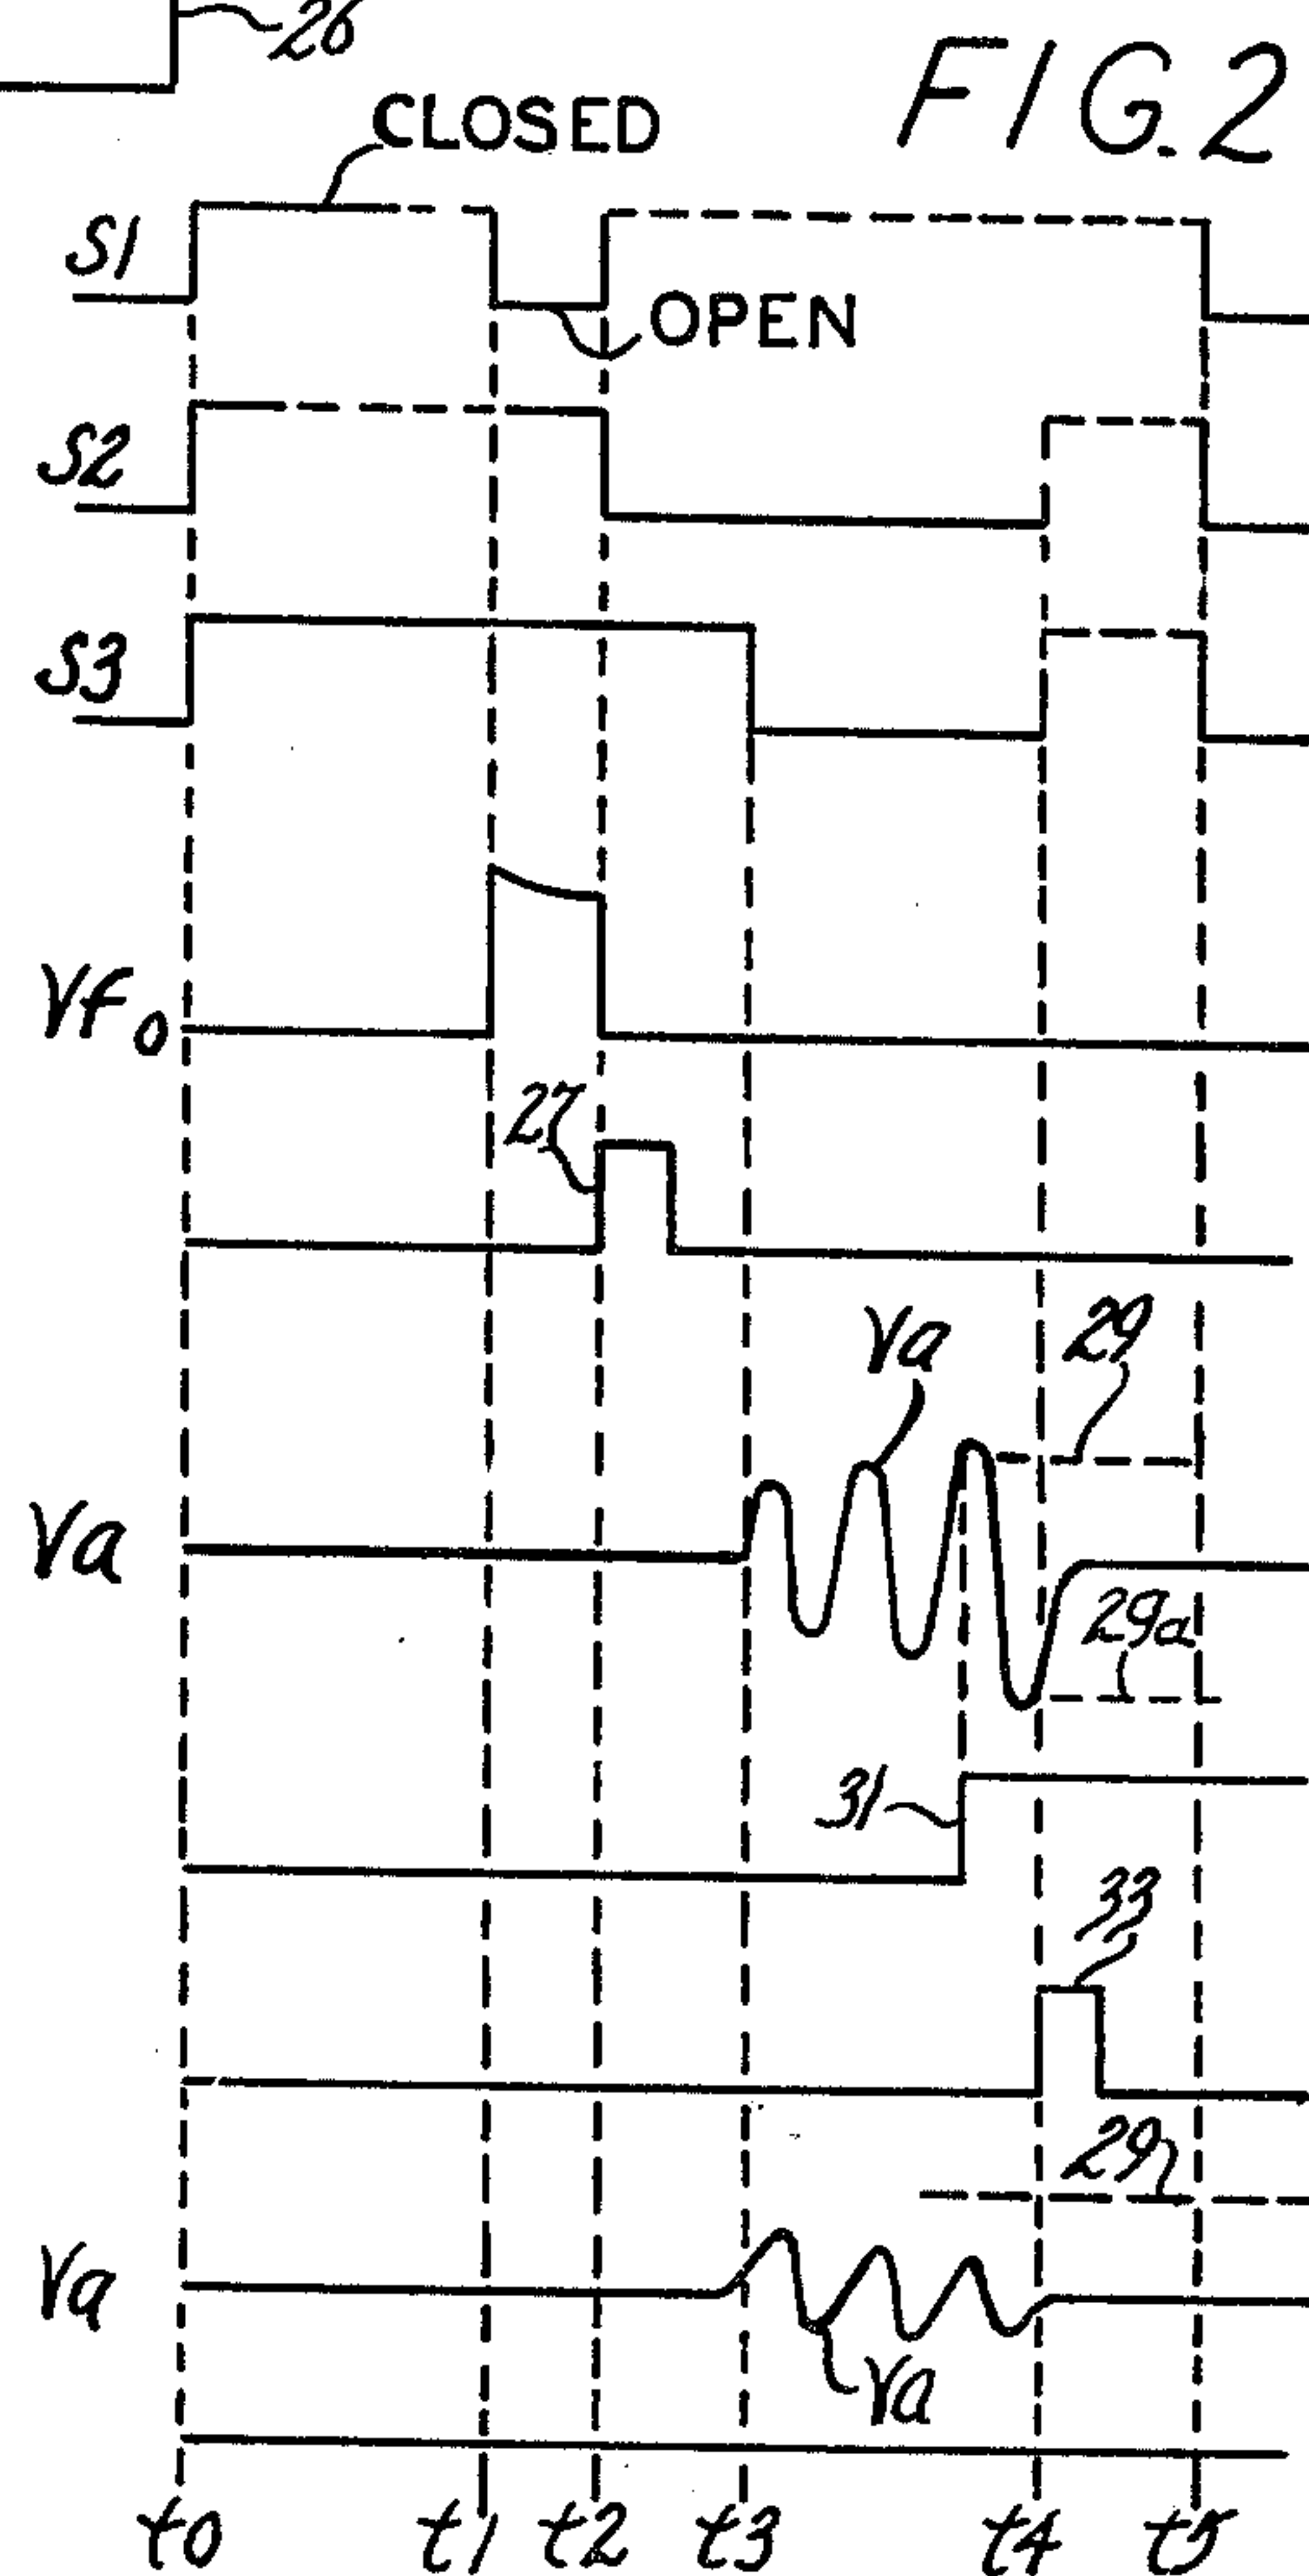 26
FIG. 2
CLOSED
S1
OPEN
S2
S3
Vf0
27
Va
29
Va
29a
31
33
29
Va
Va
t0 t1 t2 t3 t4 t5